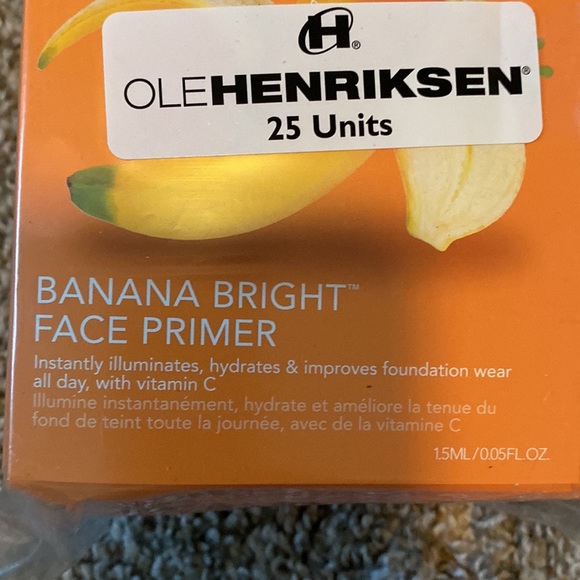 H®
OLEHENRIKSEN®
25 Units
BANANA BRIGHT™
FACE PRIMER
Instantly illuminates, hydrates & improves foundation wear
all day, with vitamin C
Illumine instantanément, hydrate et améliore la tenue du
fond de teint toute la journée, avec de la vitamine C
1.5ML/0.05FL.OZ.